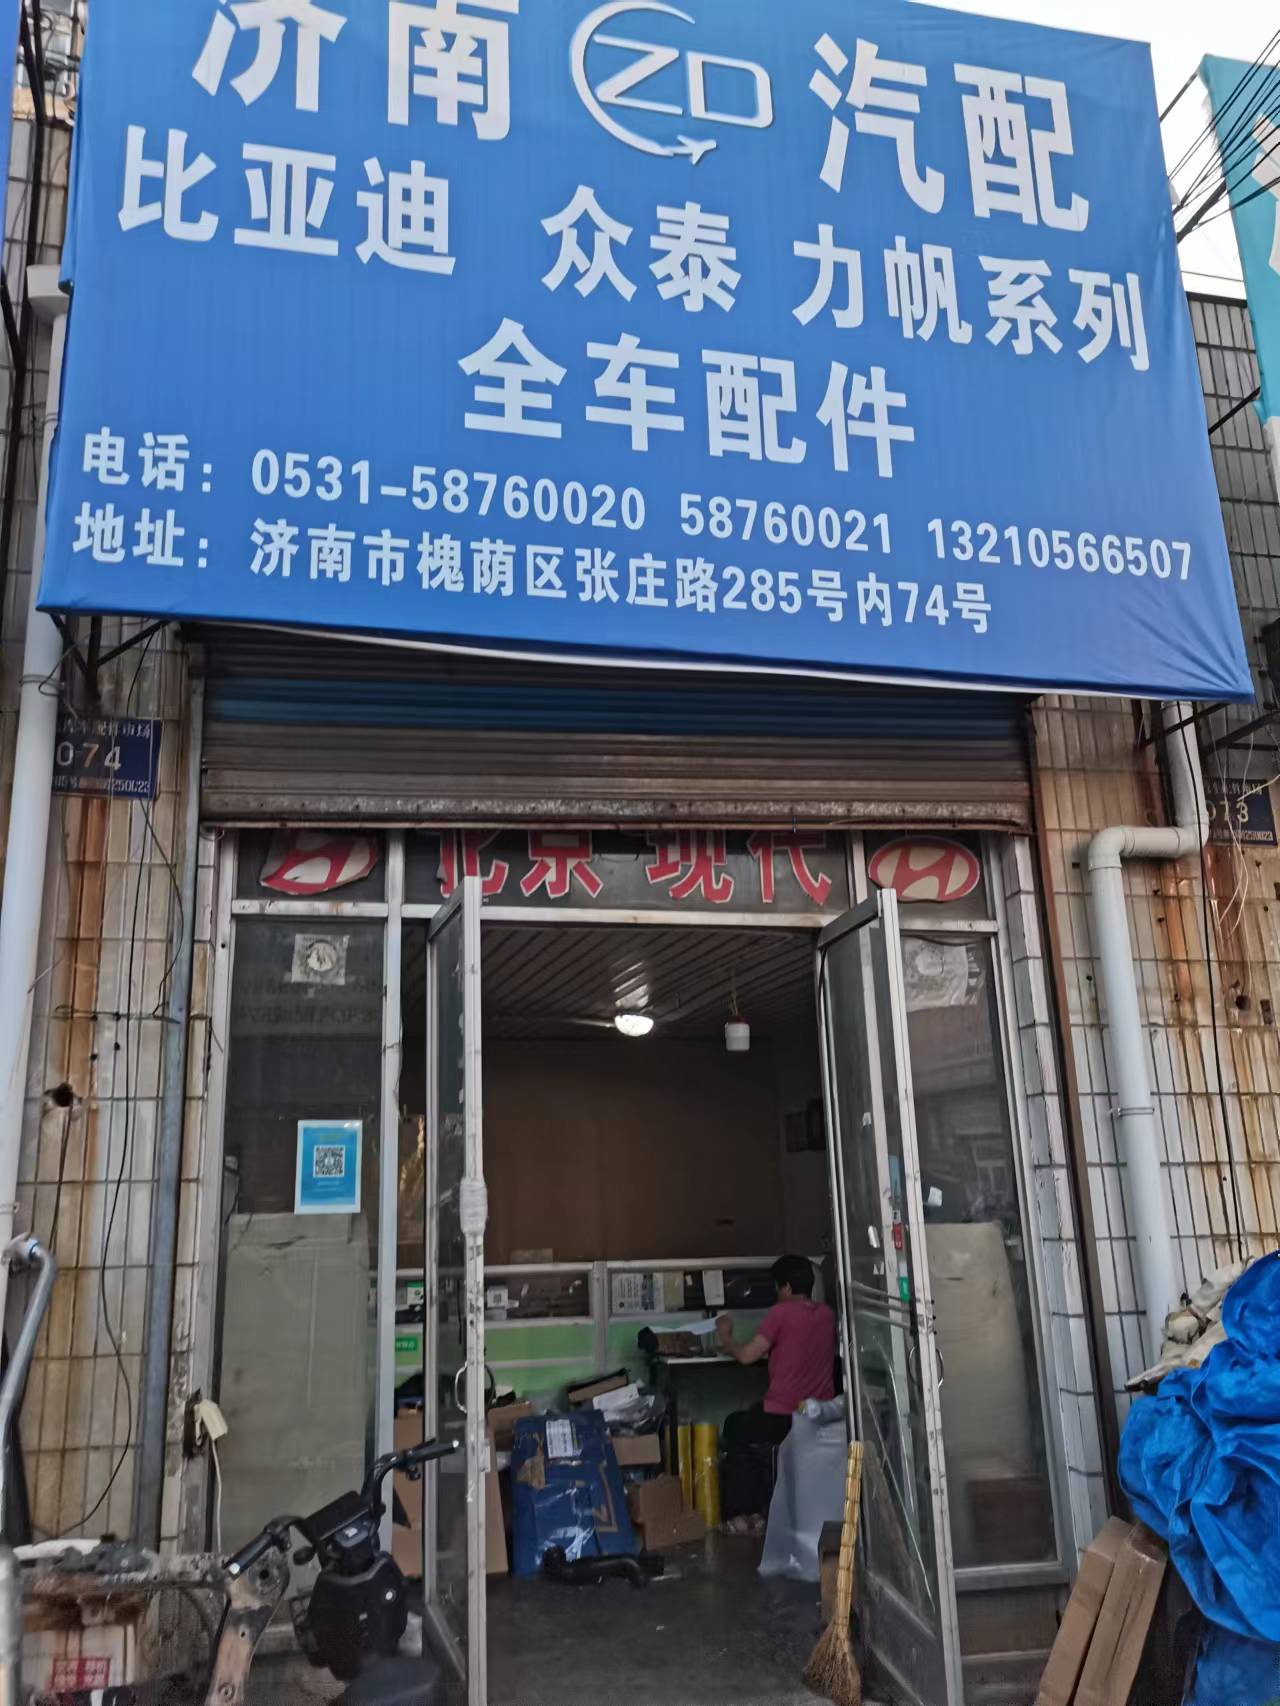 济南 ZD 汽配
比亚迪 众泰 力帆系列
全车配件
电话：0531-58760020 58760021 13210566507
地址：济南市槐荫区张庄路285号内74号
074
073
北京 现代